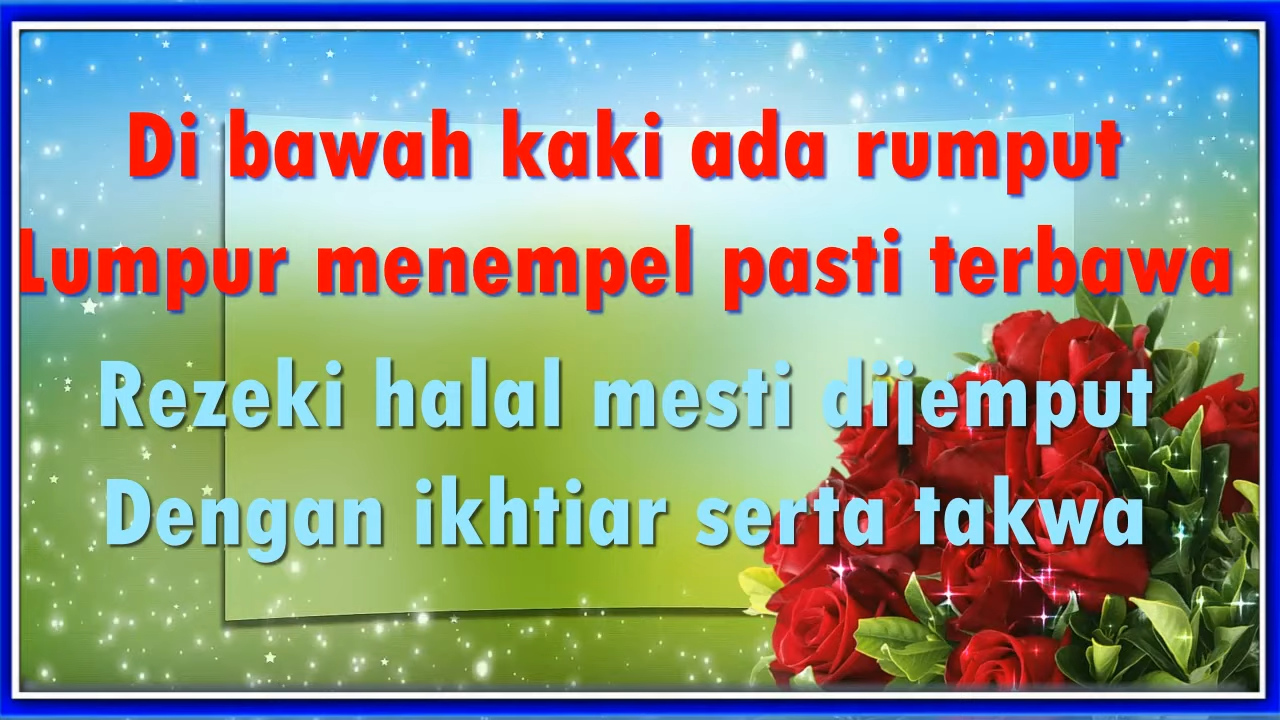 Di bawah kaki ada rumput
Lumpur menempel pasti terbawa
Rezeki halal mesti dijemput
Dengan ikhtiar serta takwa